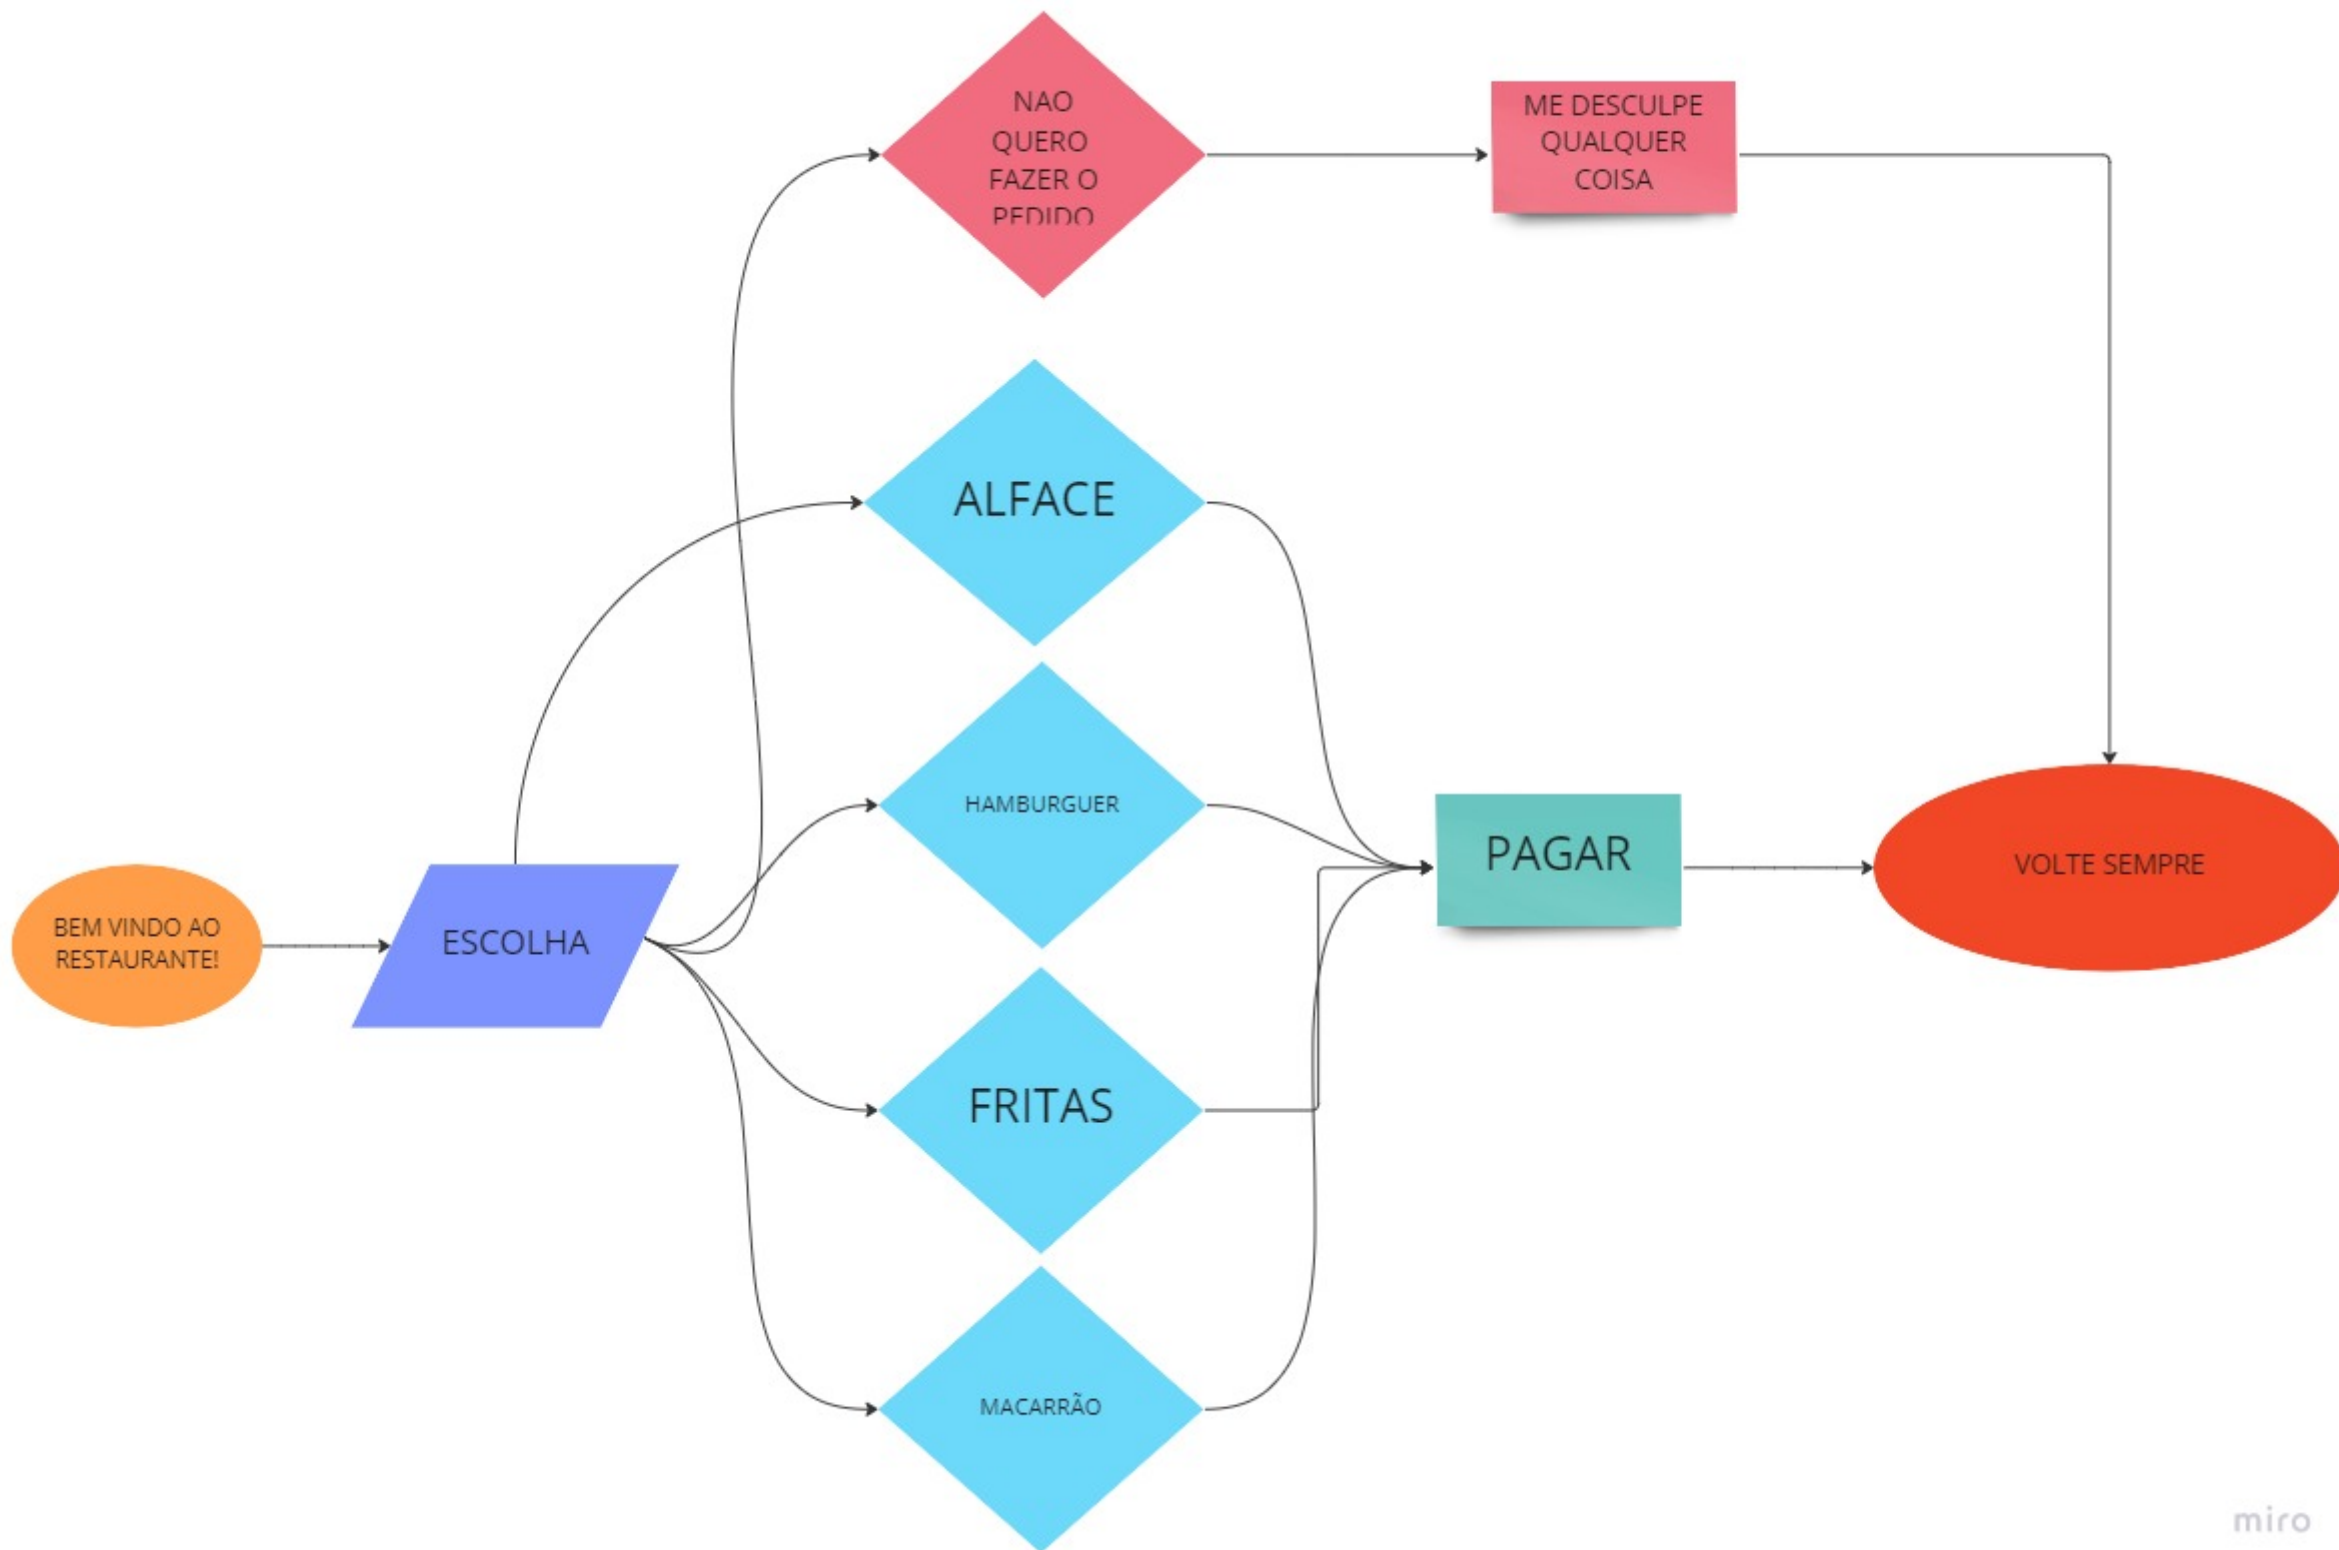 NAO
QUERO
FAZER O
PEDIDO
ME DESCULPE
QUALQUER
COISA
ALFACE
HAMBURGUER
BEM VINDO AO
RESTAURANTE!
ESCOLHA
PAGAR
VOLTE SEMPRE
FRITAS
MACARRÃO
miro